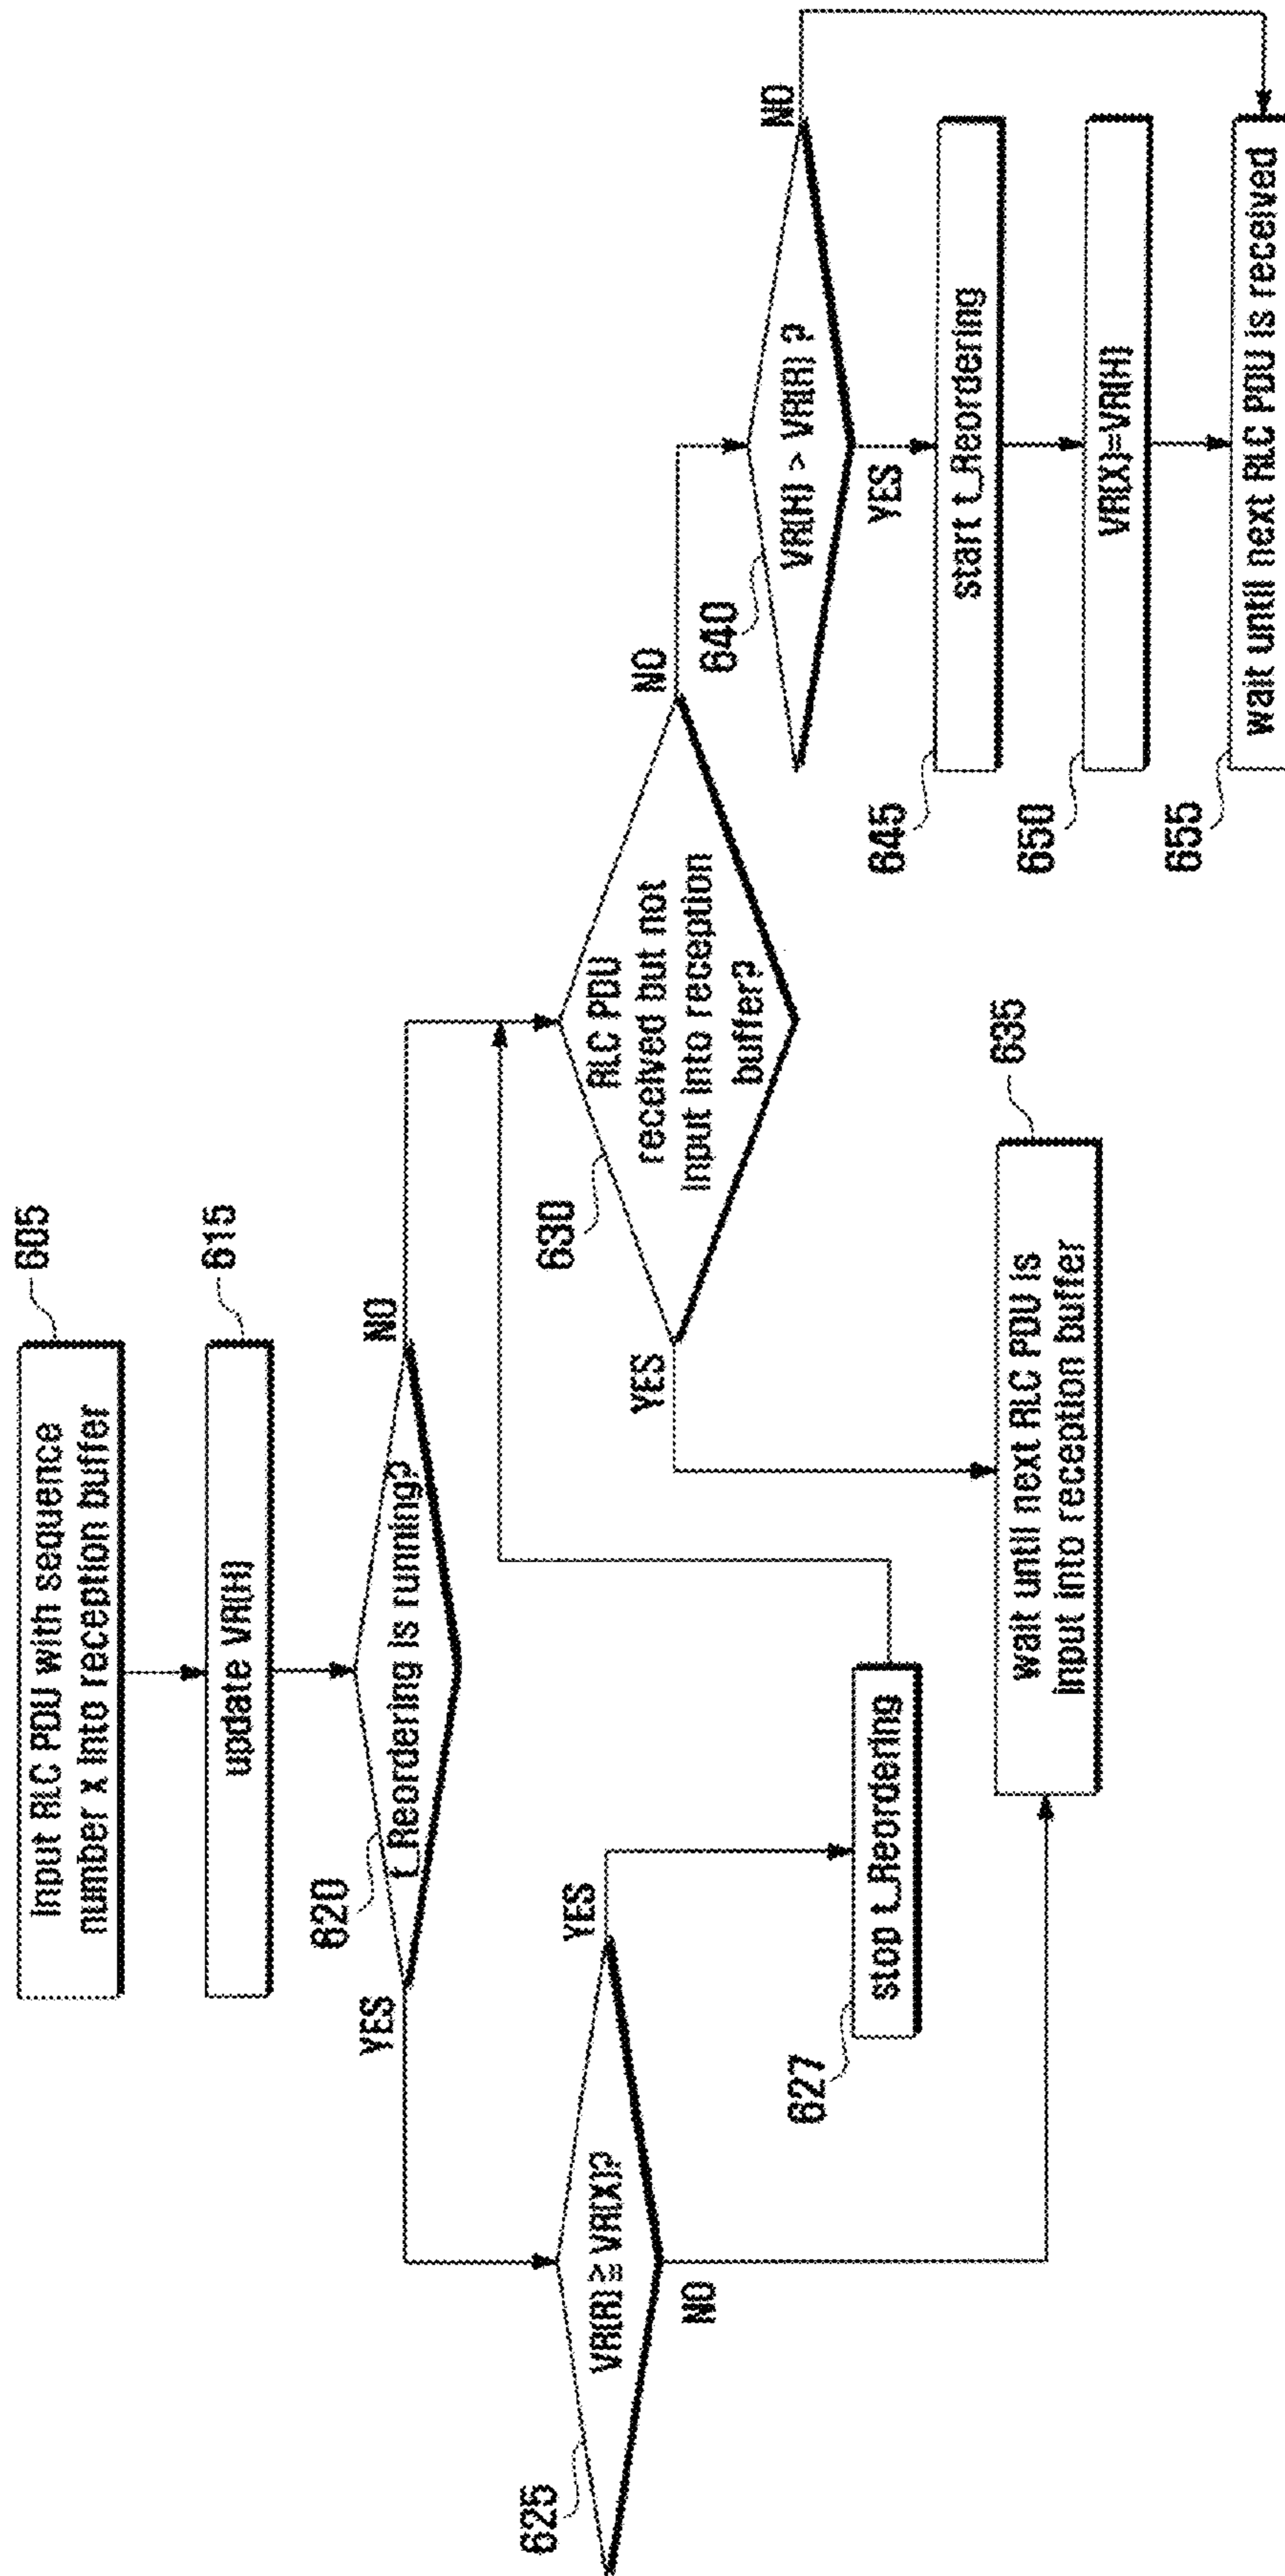 605
Input RLC PDU with sequence
number x into reception buffer
615
update VR(H)
620
t_Reordering is running?
YES
NO
625
VR(R) ≧ VR(X)?
YES
NO
627
stop t_Reordering
630
RLC PDU
received but not
input into reception
buffer?
YES
NO
635
wait until next RLC PDU is
input into reception buffer
640
VR(H) > VR(R) ?
NO
YES
645
start t_Reordering
650
VR(X)=VR(H)
655
wait until next RLC PDU is received